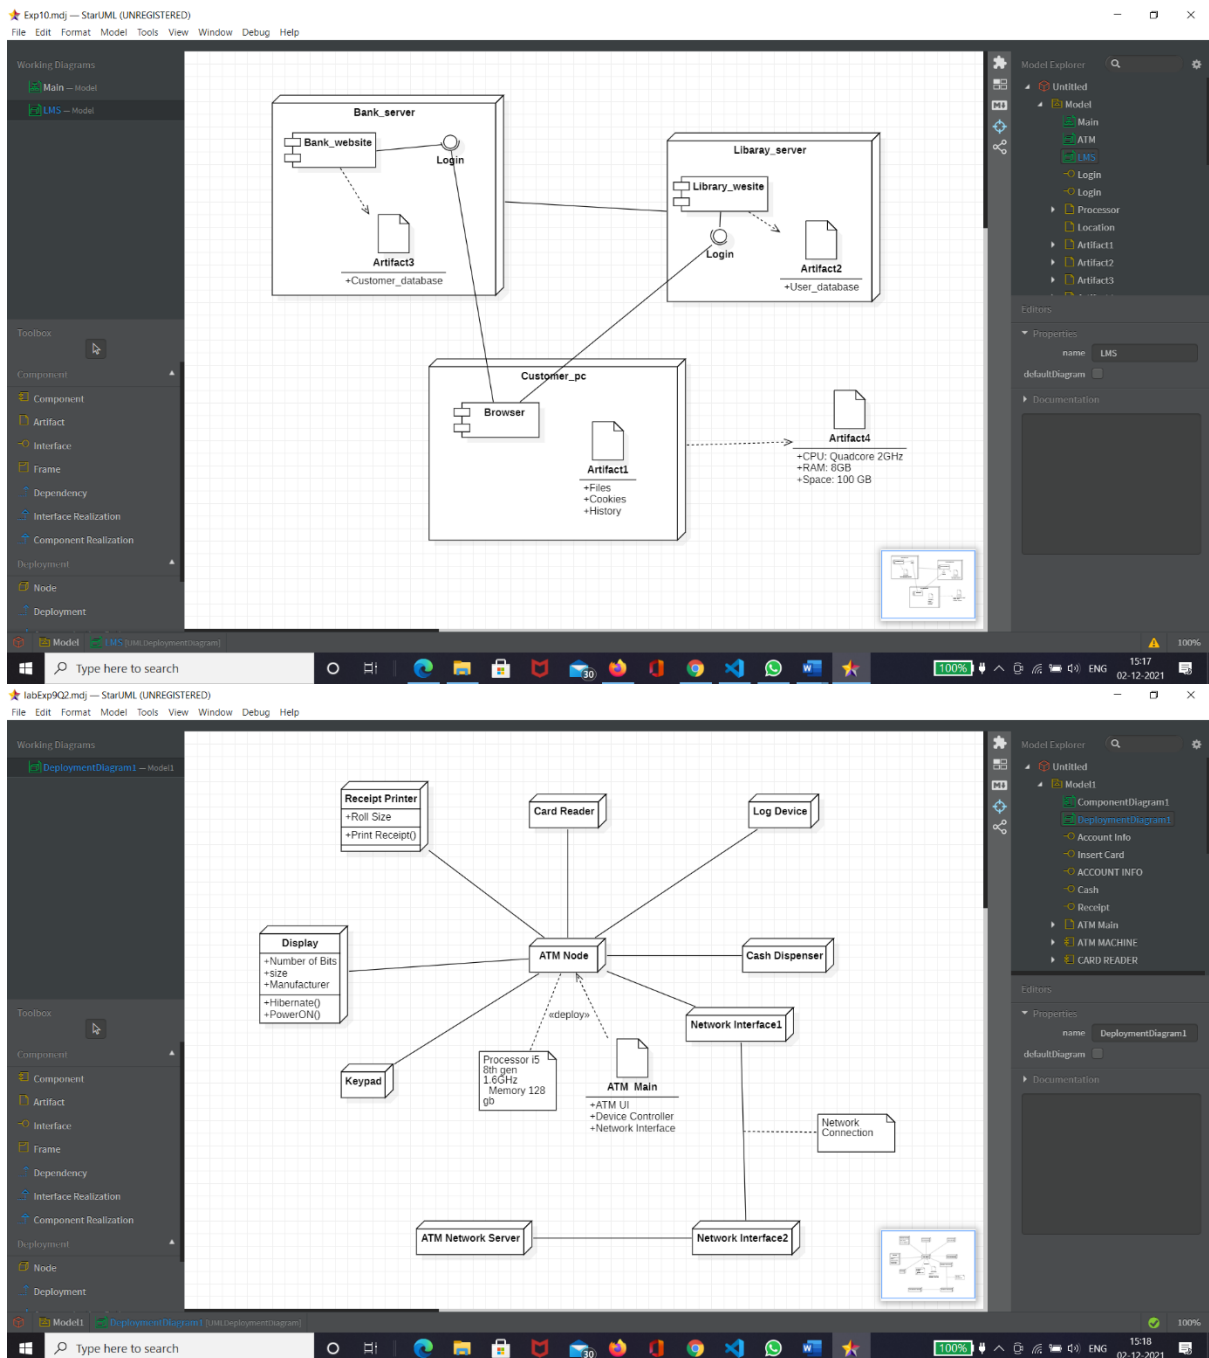 Exp10.mdj — StarUML (UNREGISTERED)
File Edit Format Model Tools View Window Debug Help
Working Diagrams
Main — Model
LMS — Model
Toolbox
Component
Component
Artifact
Interface
Frame
Dependency
Interface Realization
Component Realization
Deployment
Node
Deployment
Bank_server
Bank_website
Login
Artifact3
+Customer_database
Libaray_server
Library_wesite
Login
Artifact2
+User_database
Customer_pc
Browser
Artifact1
+Files
+Cookies
+History
Artifact4
+CPU: Quadcore 2GHz
+RAM: 8GB
+Space: 100 GB
Model Explorer
Untitled
Model
Main
ATM
LMS
Login
Login
Processor
Location
Artifact1
Artifact2
Artifact3
Editors
Properties
name LMS
defaultDiagram
Documentation
Model LMS [UMLDeploymentDiagram]
100%
Type here to search
30
100%
ENG
15:17
02-12-2021
labExp9Q2.mdj — StarUML (UNREGISTERED)
File Edit Format Model Tools View Window Debug Help
Working Diagrams
DeploymentDiagram1 — Model1
Toolbox
Component
Component
Artifact
Interface
Frame
Dependency
Interface Realization
Component Realization
Deployment
Node
Deployment
Receipt Printer
+Roll Size
+Print Receipt()
Card Reader
Log Device
Display
+Number of Bits
+size
+Manufacturer
+Hibernate()
+PowerON()
ATM Node
Cash Dispenser
«deploy»
Network Interface1
Keypad
Processor i5
8th gen
1.6GHz
Memory 128
gb
ATM Main
+ATM UI
+Device Controller
+Network Interface
Network
Connection
ATM Network Server
Network Interface2
Model Explorer
Untitled
Model1
ComponentDiagram1
DeploymentDiagram1
Account Info
Insert Card
ACCOUNT INFO
Cash
Receipt
ATM Main
ATM MACHINE
CARD READER
Editors
Properties
name DeploymentDiagram1
defaultDiagram
Documentation
Model1 DeploymentDiagram1 [UMLDeploymentDiagram]
100%
Type here to search
30
100%
ENG
15:18
02-12-2021